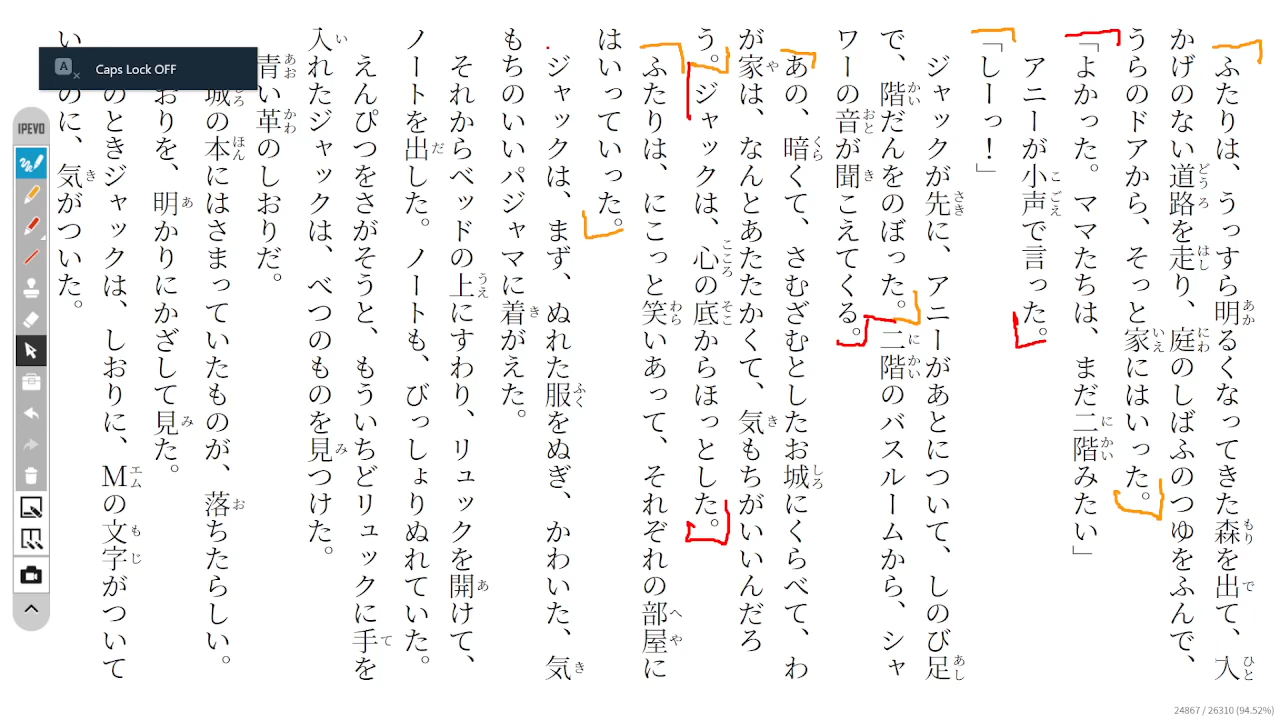 ふたりは、うっすら明るくなってきた森を出て、人
かげのない道路を走り、庭のしばふのつゆをふんで、
うらのドアから、そっと家にはいった。
「よかった。ママたちは、まだ二階みたい」
アニーが小声で言った。
「しーっ！」
ジャックが先に、アニーがあとについて、しのび足
で、階だんをのぼった。二階のバスルームから、シャ
ワーの音が聞こえてくる。
あの、暗くて、さむざむとしたお城にくらべて、わ
が家は、なんとあたたかくて、気もちがいいんだろ
う。ジャックは、心の底からほっとした。
ふたりは、にこっと笑いあって、それぞれの部屋に
はいっていった。
ジャックは、まず、ぬれた服をぬぎ、かわいた、気
もちのいいパジャマに着がえた。
それからベッドの上にすわり、リュックを開けて、
ノートを出した。ノートも、びっしょりぬれていた。
えんぴつをさがそうと、もういちどリュックに手を
入れたジャックは、べつのものを見つけた。
青い革のしおりだ。
城の本にはさまっていたものが、落ちたらしい。
おりを、明かりにかざして見た。
のときジャックは、しおりに、Mの文字がついて
い のに、気がついた。
Caps Lock OFF
A
IPEVO
24867 / 26310 (94.52%)